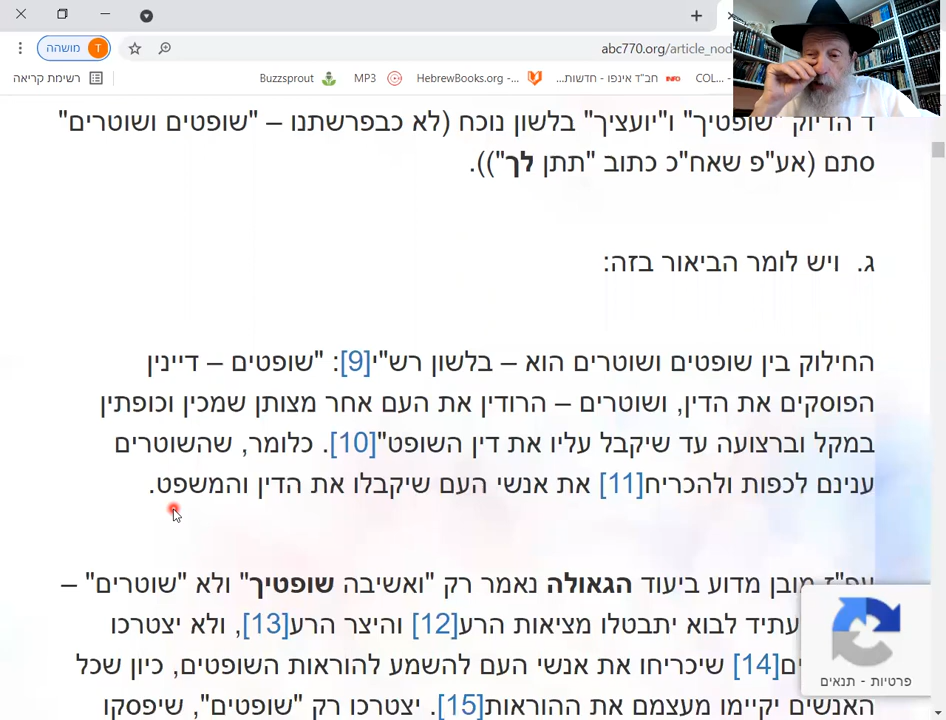 מושהה
abc770.org/article_nod
רשימת קריאה
Buzzsprout
MP3
HebrewBooks.org -...
חב"ד אינפו - חדשות...
COL...
ד הדיוק "שופטיך" ו"יועציך" בלשון נוכח (לא כבפרשתנו – "שופטים ושוטרים"
סתם (אע"פ שאח"כ כתוב "תתן לך")).
ג. ויש לומר הביאור בזה:
החילוק בין שופטים ושוטרים הוא – בלשון רש"י[9]: "שופטים – דיינין
הפוסקים את הדין, ושוטרים – הרודין את העם אחר מצותן שמכין וכופתין
במקל וברצועה עד שיקבל עליו את דין השופט"[10]. כלומר, שהשוטרים
ענינם לכפות ולהכריח[11] את אנשי העם שיקבלו את הדין והמשפט.
עפ"ז מובן מדוע ביעוד הגאולה נאמר רק "ואשיבה שופטיך" ולא "שוטרים" –
עתיד לבוא יתבטלו מציאות הרע[12] והיצר הרע[13], ולא יצטרכו
ים[14] שיכריחו את אנשי העם להשמע להוראות השופטים, כיון שכל
האנשים יקיימו מעצמם את ההוראות[15]. יצטרכו רק "שופטים", שיפסקו
פרטיות - תנאים